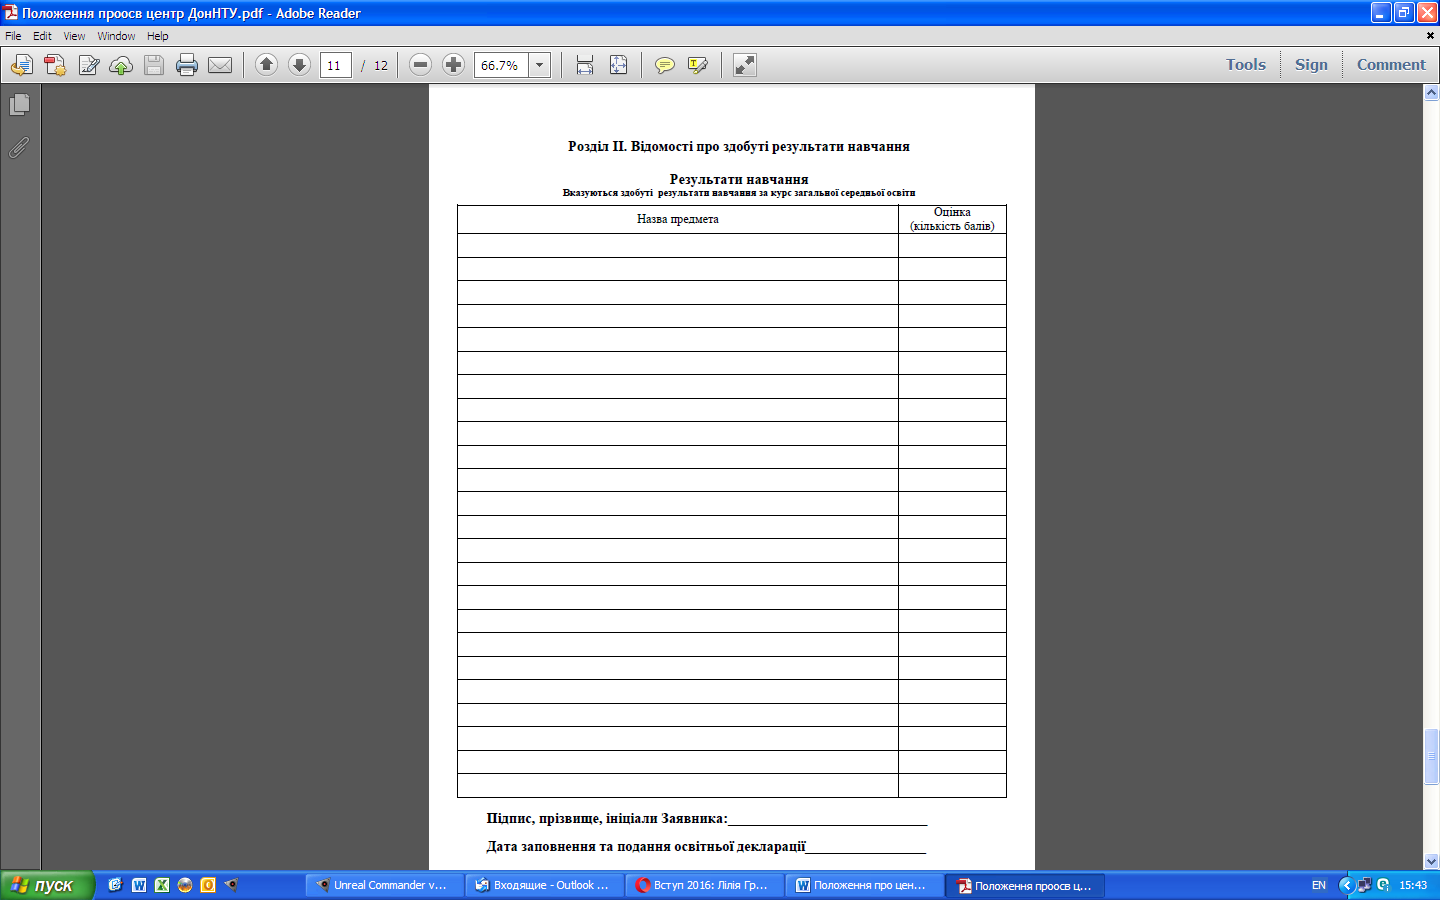 Положення проосв центр ДонНТУ.pdf - Adobe Reader
File Edit View Window Help
11 / 12 66.7% Tools Sign Comment
Розділ ІІ. Відомості про здобуті результати навчання
Результати навчання
Вказуються здобуті результати навчання за курс загальної середньої освіти
Назва предмета
Оцінка
(кількість балів)
Підпис, прізвище, ініціали Заявника:
Дата заповнення та подання освітньої декларації
пуск Unreal Commander v... Входящие - Outlook ... Вступ 2016: Лілія Гр... Положення про цен... Положення проосв ц... EN 15:43